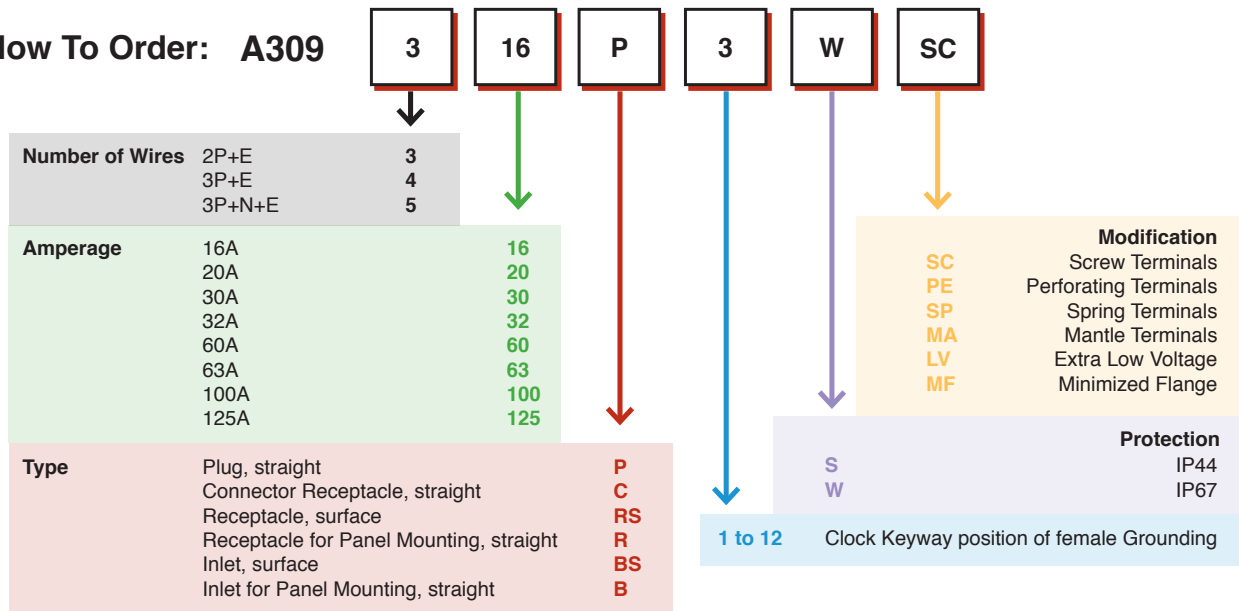 How To Order: A309 3 16 P 3 W SC
Number of Wires 2P+E 3
3P+E 4
3P+N+E 5
Amperage 16A 16
20A 20
30A 30
32A 32
60A 60
63A 63
100A 100
125A 125
Type Plug, straight P
Connector Receptacle, straight C
Receptacle, surface RS
Receptacle for Panel Mounting, straight R
Inlet, surface BS
Inlet for Panel Mounting, straight B
Modification
SC Screw Terminals
PE Perforating Terminals
SP Spring Terminals
MA Mantle Terminals
LV Extra Low Voltage
MF Minimized Flange
Protection
S IP44
W IP67
1 to 12 Clock Keyway position of female Grounding